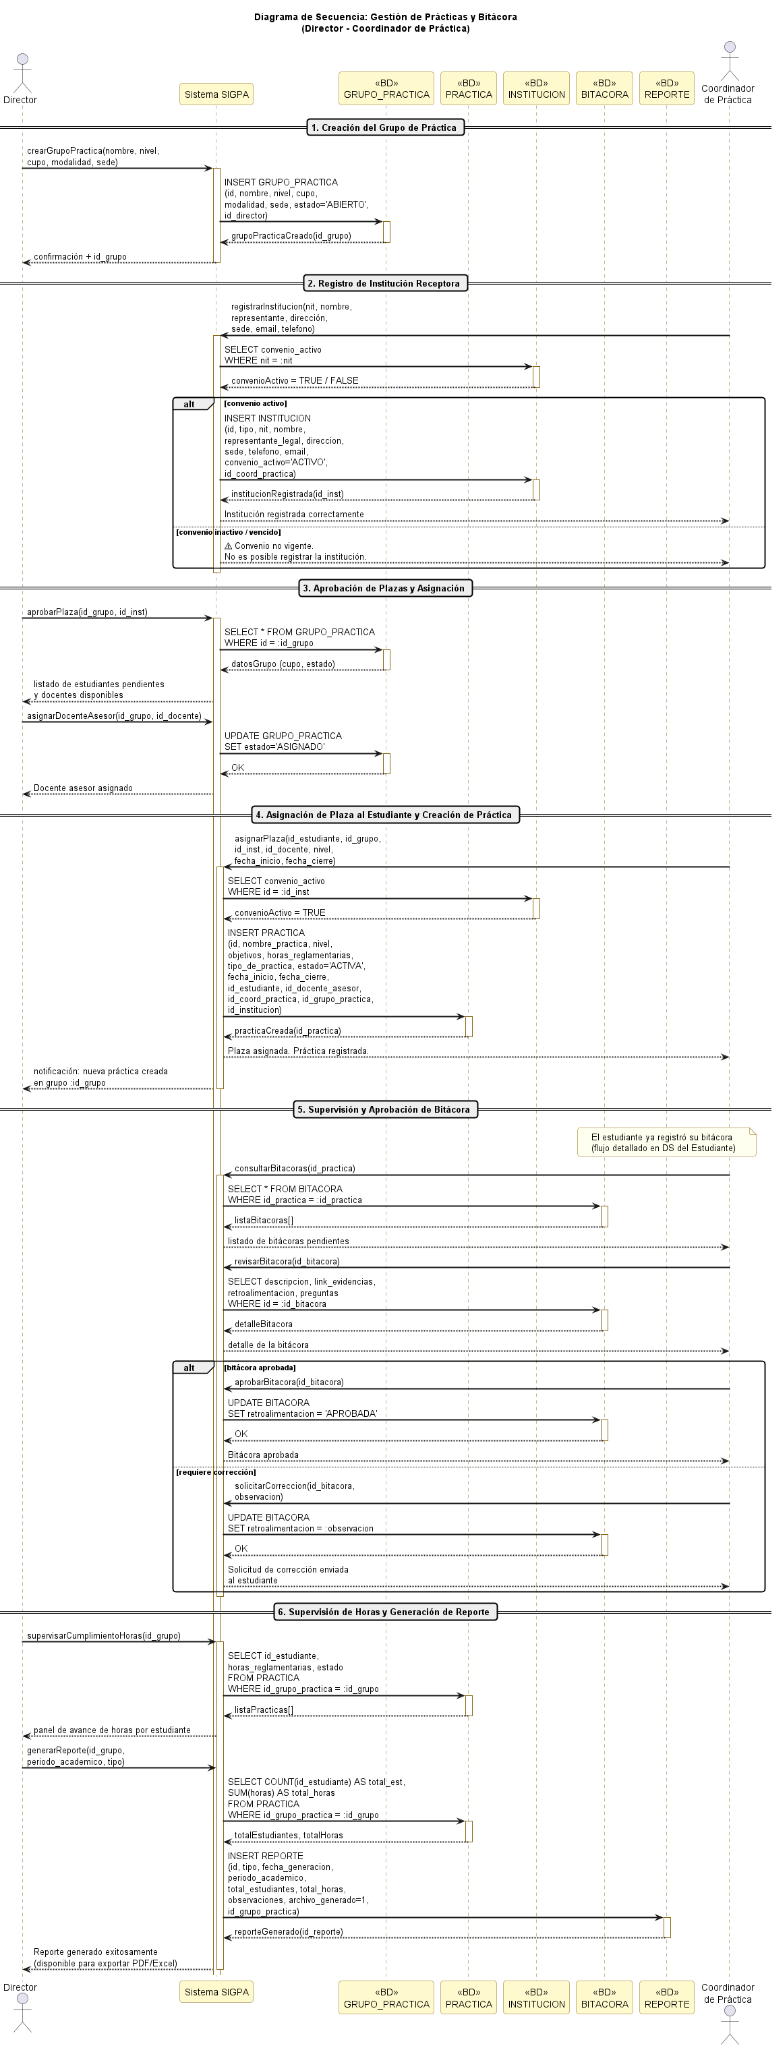 Diagrama de Secuencia: Gestión de Prácticas y Bitácora
(Director - Coordinador de Práctica)
Director
Sistema SIGPA
«BD»
GRUPO_PRACTICA
«BD»
PRACTICA
«BD»
INSTITUCION
«BD»
BITACORA
«BD»
REPORTE
Coordinador
de Práctica
1. Creación del Grupo de Práctica
crearGrupoPractica(nombre, nivel,
cupo, modalidad, sede)
INSERT GRUPO_PRACTICA
(id, nombre, nivel, cupo,
modalidad, sede, estado='ABIERTO',
id_director)
grupoPracticaCreado(id_grupo)
confirmación + id_grupo
2. Registro de Institución Receptora
registrarInstitucion(nit, nombre,
representante, dirección,
sede, email, telefono)
SELECT convenio_activo
WHERE nit = :nit
convenioActivo = TRUE / FALSE
alt
[convenio activo]
INSERT INSTITUCION
(id, tipo, nit, nombre,
representante_legal, direccion,
sede, telefono, email,
convenio_activo='ACTIVO',
id_coord_practica)
institucionRegistrada(id_inst)
Institución registrada correctamente
[convenio inactivo / vencido]
⚠ Convenio no vigente.
No es posible registrar la institución.
3. Aprobación de Plazas y Asignación
aprobarPlaza(id_grupo, id_inst)
SELECT * FROM GRUPO_PRACTICA
WHERE id = :id_grupo
datosGrupo (cupo, estado)
listado de estudiantes pendientes
y docentes disponibles
asignarDocenteAsesor(id_grupo, id_docente)
UPDATE GRUPO_PRACTICA
SET estado='ASIGNADO'
OK
Docente asesor asignado
4. Asignación de Plaza al Estudiante y Creación de Práctica
asignarPlaza(id_estudiante, id_grupo,
id_inst, id_docente, nivel,
fecha_inicio, fecha_cierre)
SELECT convenio_activo
WHERE id = :id_inst
convenioActivo = TRUE
INSERT PRACTICA
(id, nombre_practica, nivel,
objetivos, horas_reglamentarias,
tipo_de_practica, estado='ACTIVA',
fecha_inicio, fecha_cierre,
id_estudiante, id_docente_asesor,
id_coord_practica, id_grupo_practica,
id_institucion)
practicaCreada(id_practica)
Plaza asignada. Práctica registrada.
notificación: nueva práctica creada
en grupo :id_grupo
5. Supervisión y Aprobación de Bitácora
El estudiante ya registró su bitácora
(flujo detallado en DS del Estudiante)
consultarBitacoras(id_practica)
SELECT * FROM BITACORA
WHERE id_practica = :id_practica
listaBitacoras[]
listado de bitácoras pendientes
revisarBitacora(id_bitacora)
SELECT descripcion, link_evidencias,
retroalimentacion, preguntas
WHERE id = :id_bitacora
detalleBitacora
detalle de la bitácora
alt
[bitácora aprobada]
aprobarBitacora(id_bitacora)
UPDATE BITACORA
SET retroalimentacion = 'APROBADA'
OK
Bitácora aprobada
[requiere corrección]
solicitarCorreccion(id_bitacora,
observacion)
UPDATE BITACORA
SET retroalimentacion = :observacion
OK
Solicitud de corrección enviada
al estudiante
6. Supervisión de Horas y Generación de Reporte
supervisarCumplimientoHoras(id_grupo)
SELECT id_estudiante,
horas_reglamentarias, estado
FROM PRACTICA
WHERE id_grupo_practica = :id_grupo
listaPracticas[]
panel de avance de horas por estudiante
generarReporte(id_grupo,
periodo_academico, tipo)
SELECT COUNT(id_estudiante) AS total_est,
SUM(horas) AS total_horas
FROM PRACTICA
WHERE id_grupo_practica = :id_grupo
totalEstudiantes, totalHoras
INSERT REPORTE
(id, tipo, fecha_generacion,
periodo_academico,
total_estudiantes, total_horas,
observaciones, archivo_generado=1,
id_grupo_practica)
reporteGenerado(id_reporte)
Reporte generado exitosamente
(disponible para exportar PDF/Excel)
Director
Sistema SIGPA
«BD»
GRUPO_PRACTICA
«BD»
PRACTICA
«BD»
INSTITUCION
«BD»
BITACORA
«BD»
REPORTE
Coordinador
de Práctica